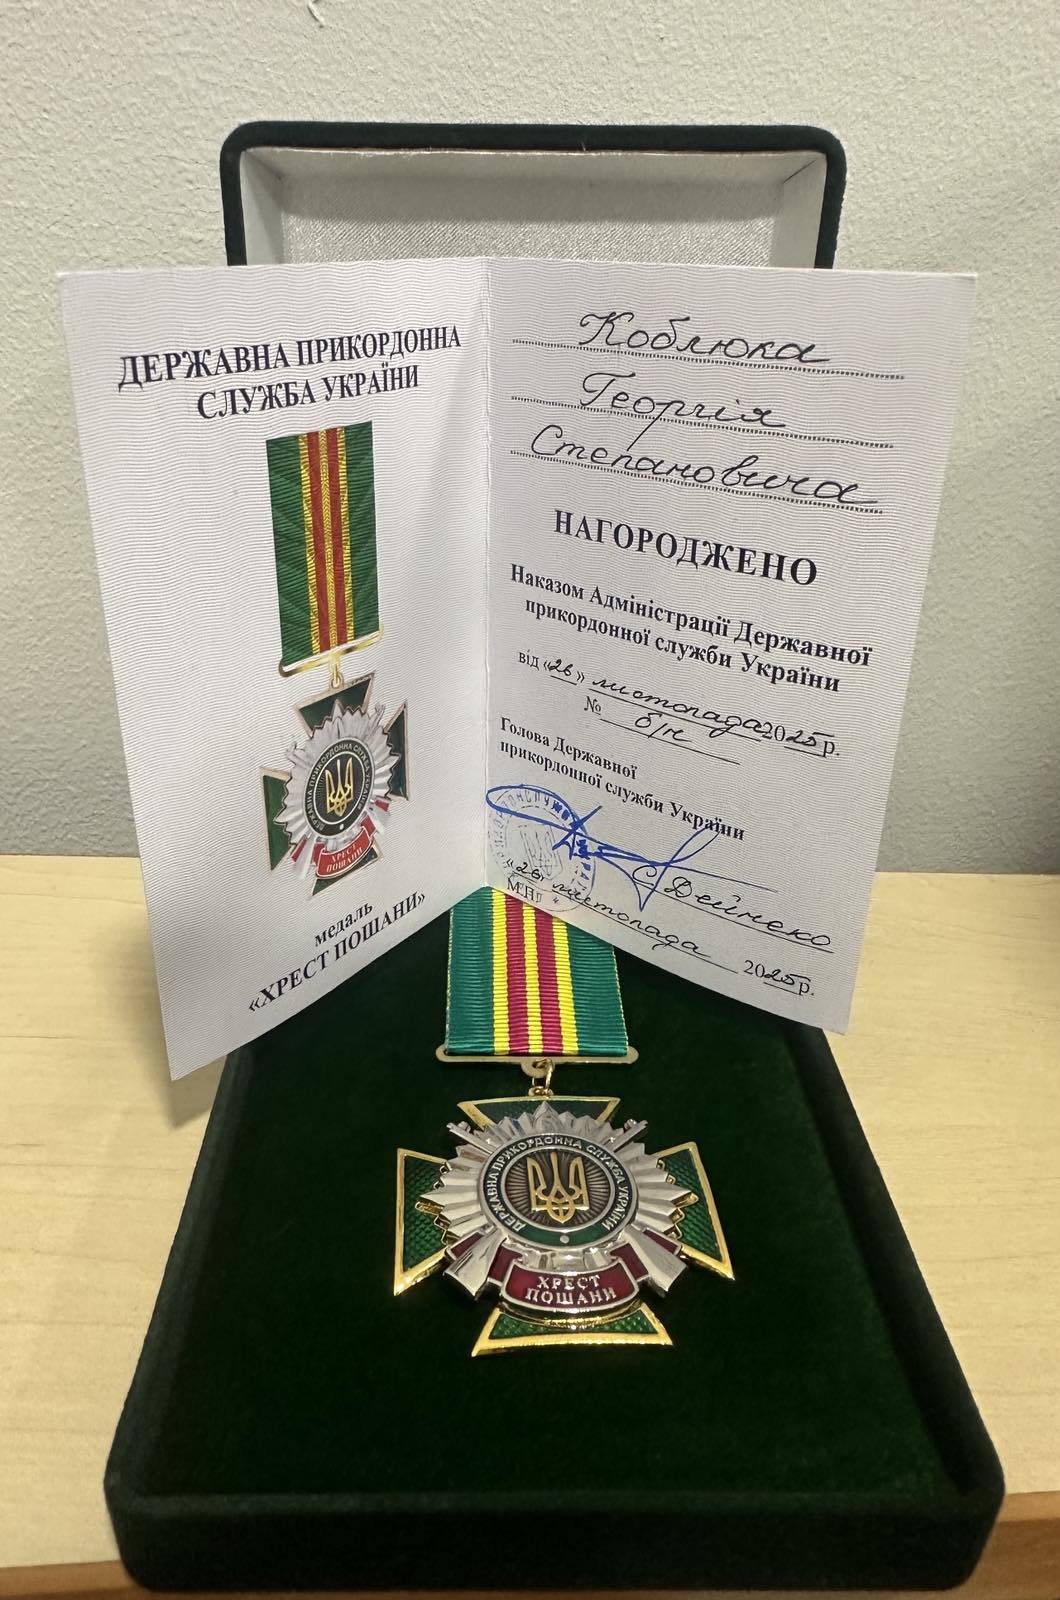 ДЕРЖАВНА ПРИКОРДОННА
СЛУЖБА УКРАЇНИ
ДЕРЖАВНА ПРИКОРДОННА СЛУЖБА УКРАЇНИ
ХРЕСТ
ПОШАНИ
медаль
«ХРЕСТ ПОШАНИ»
Коблюка
Георгія
Степановича
НАГОРОДЖЕНО
Наказом Адміністрації Державної
прикордонної служби України
від «26» листопада 2025 р.
№ б/н
Голова Державної
прикордонної служби України
С. Дейнеко
«26» листопада 2025 р.
ДЕРЖАВНА ПРИКОРДОННА СЛУЖБА УКРАЇНИ
ХРЕСТ
ПОШАНИ